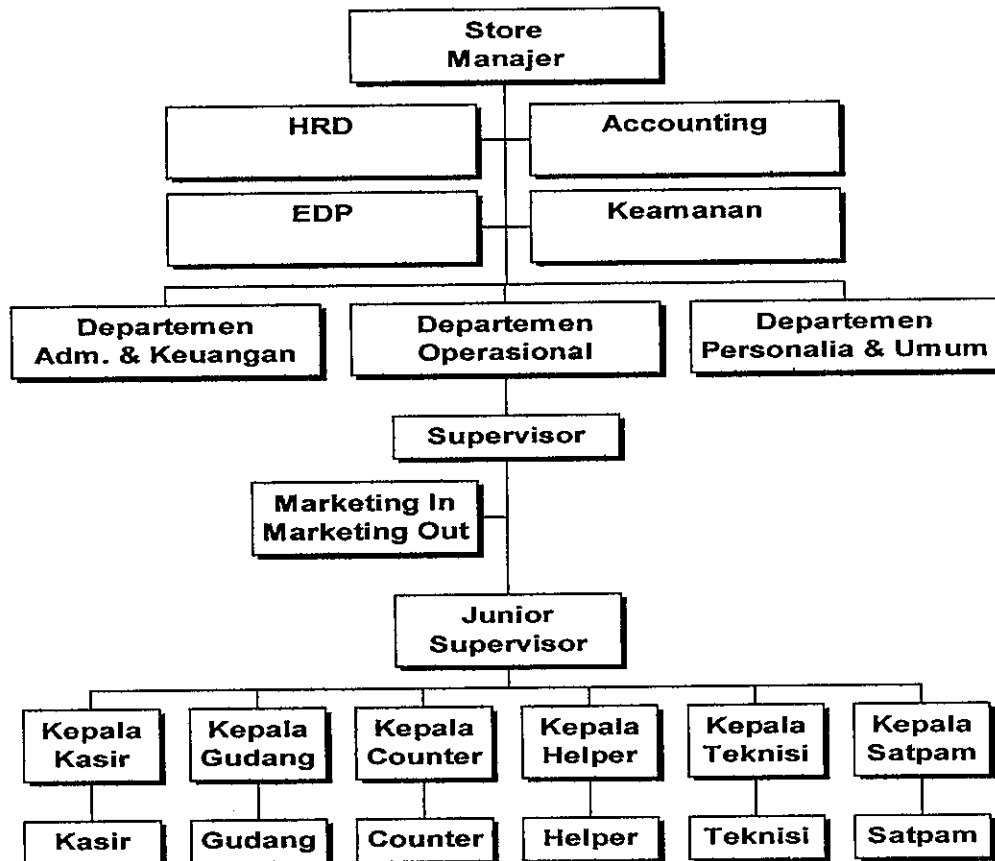 Store
Manajer
HRD
Accounting
EDP
Keamanan
Departemen
Adm. & Keuangan
Departemen
Operasional
Departemen
Personalia & Umum
Supervisor
Marketing In
Marketing Out
Junior
Supervisor
Kepala
Kasir
Kepala
Gudang
Kepala
Counter
Kepala
Helper
Kepala
Teknisi
Kepala
Satpam
Kasir
Gudang
Counter
Helper
Teknisi
Satpam